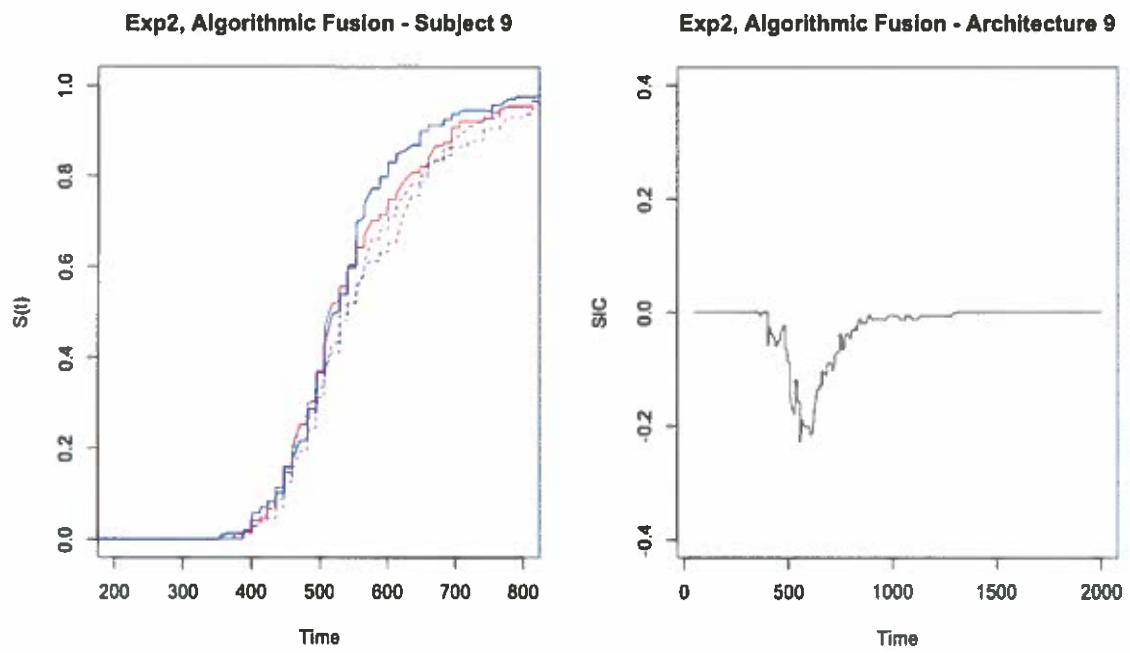 Exp2, Algorithmic Fusion - Subject 9
S(t)
1.0
0.8
0.6
0.4
0.2
0.0
200 300 400 500 600 700 800
Time
Exp2, Algorithmic Fusion - Architecture 9
SIC
0.4
0.2
0.0
-0.2
-0.4
0 500 1000 1500 2000
Time